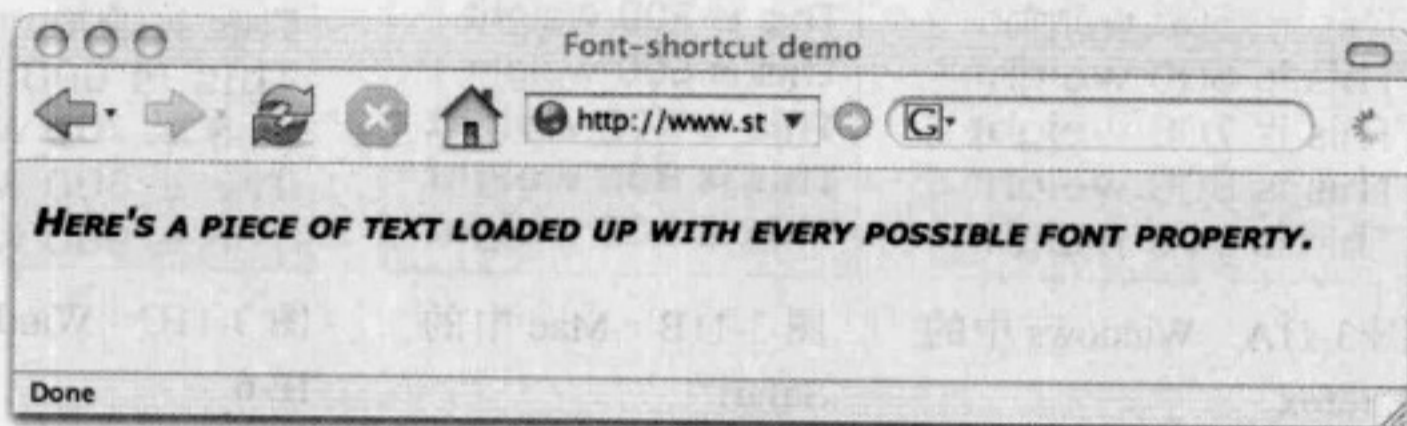 Font-shortcut demo
http://www.st
G
HERE'S A PIECE OF TEXT LOADED UP WITH EVERY POSSIBLE FONT PROPERTY.
Done